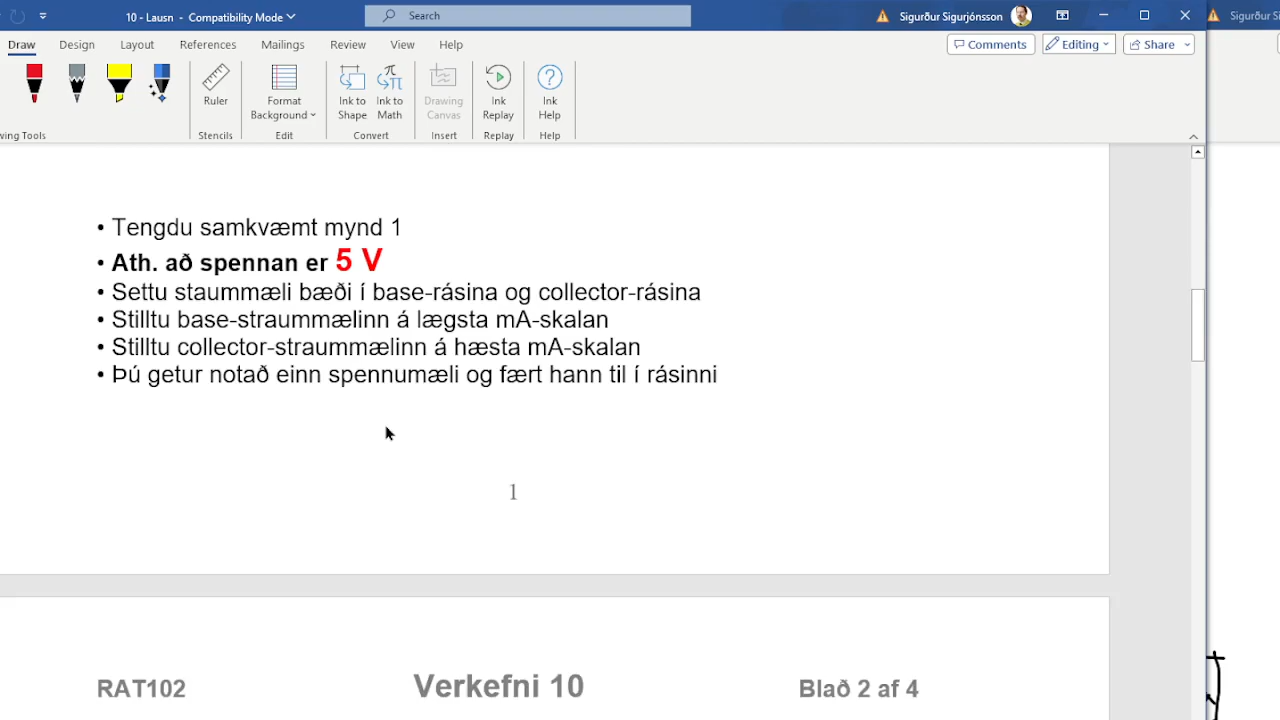 10 - Lausn - Compatibility Mode
Search
Sigurður Sigurjónsson
Sigurður
Draw Design Layout References Mailings Review View Help
Comments Editing Share
Ruler
Format Background
Ink to Shape
Ink to Math
Drawing Canvas
Ink Replay
Ink Help
Tools Stencils Edit Convert Insert Replay Help
• Tengdu samkvæmt mynd 1
• Ath. að spennan er 5 V
• Settu staummæli bæði í base-rásina og collector-rásina
• Stilltu base-straummælinn á lægsta mA-skalan
• Stilltu collector-straummælinn á hæsta mA-skalan
• Þú getur notað einn spennumæli og fært hann til í rásinni
1
RAT102 Verkefni 10 Blað 2 af 4